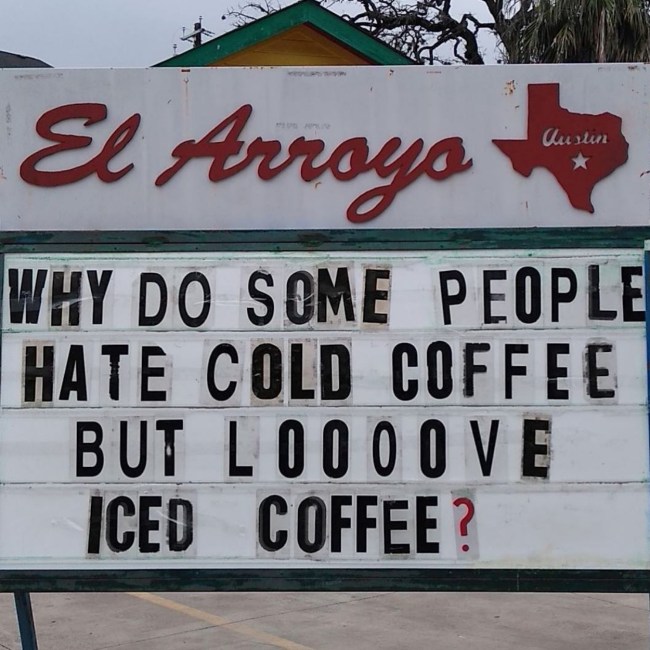 El Arroyo
Austin
WHY DO SOME PEOPLE
HATE COLD COFFEE
BUT LOOOOVE
ICED COFFEE?